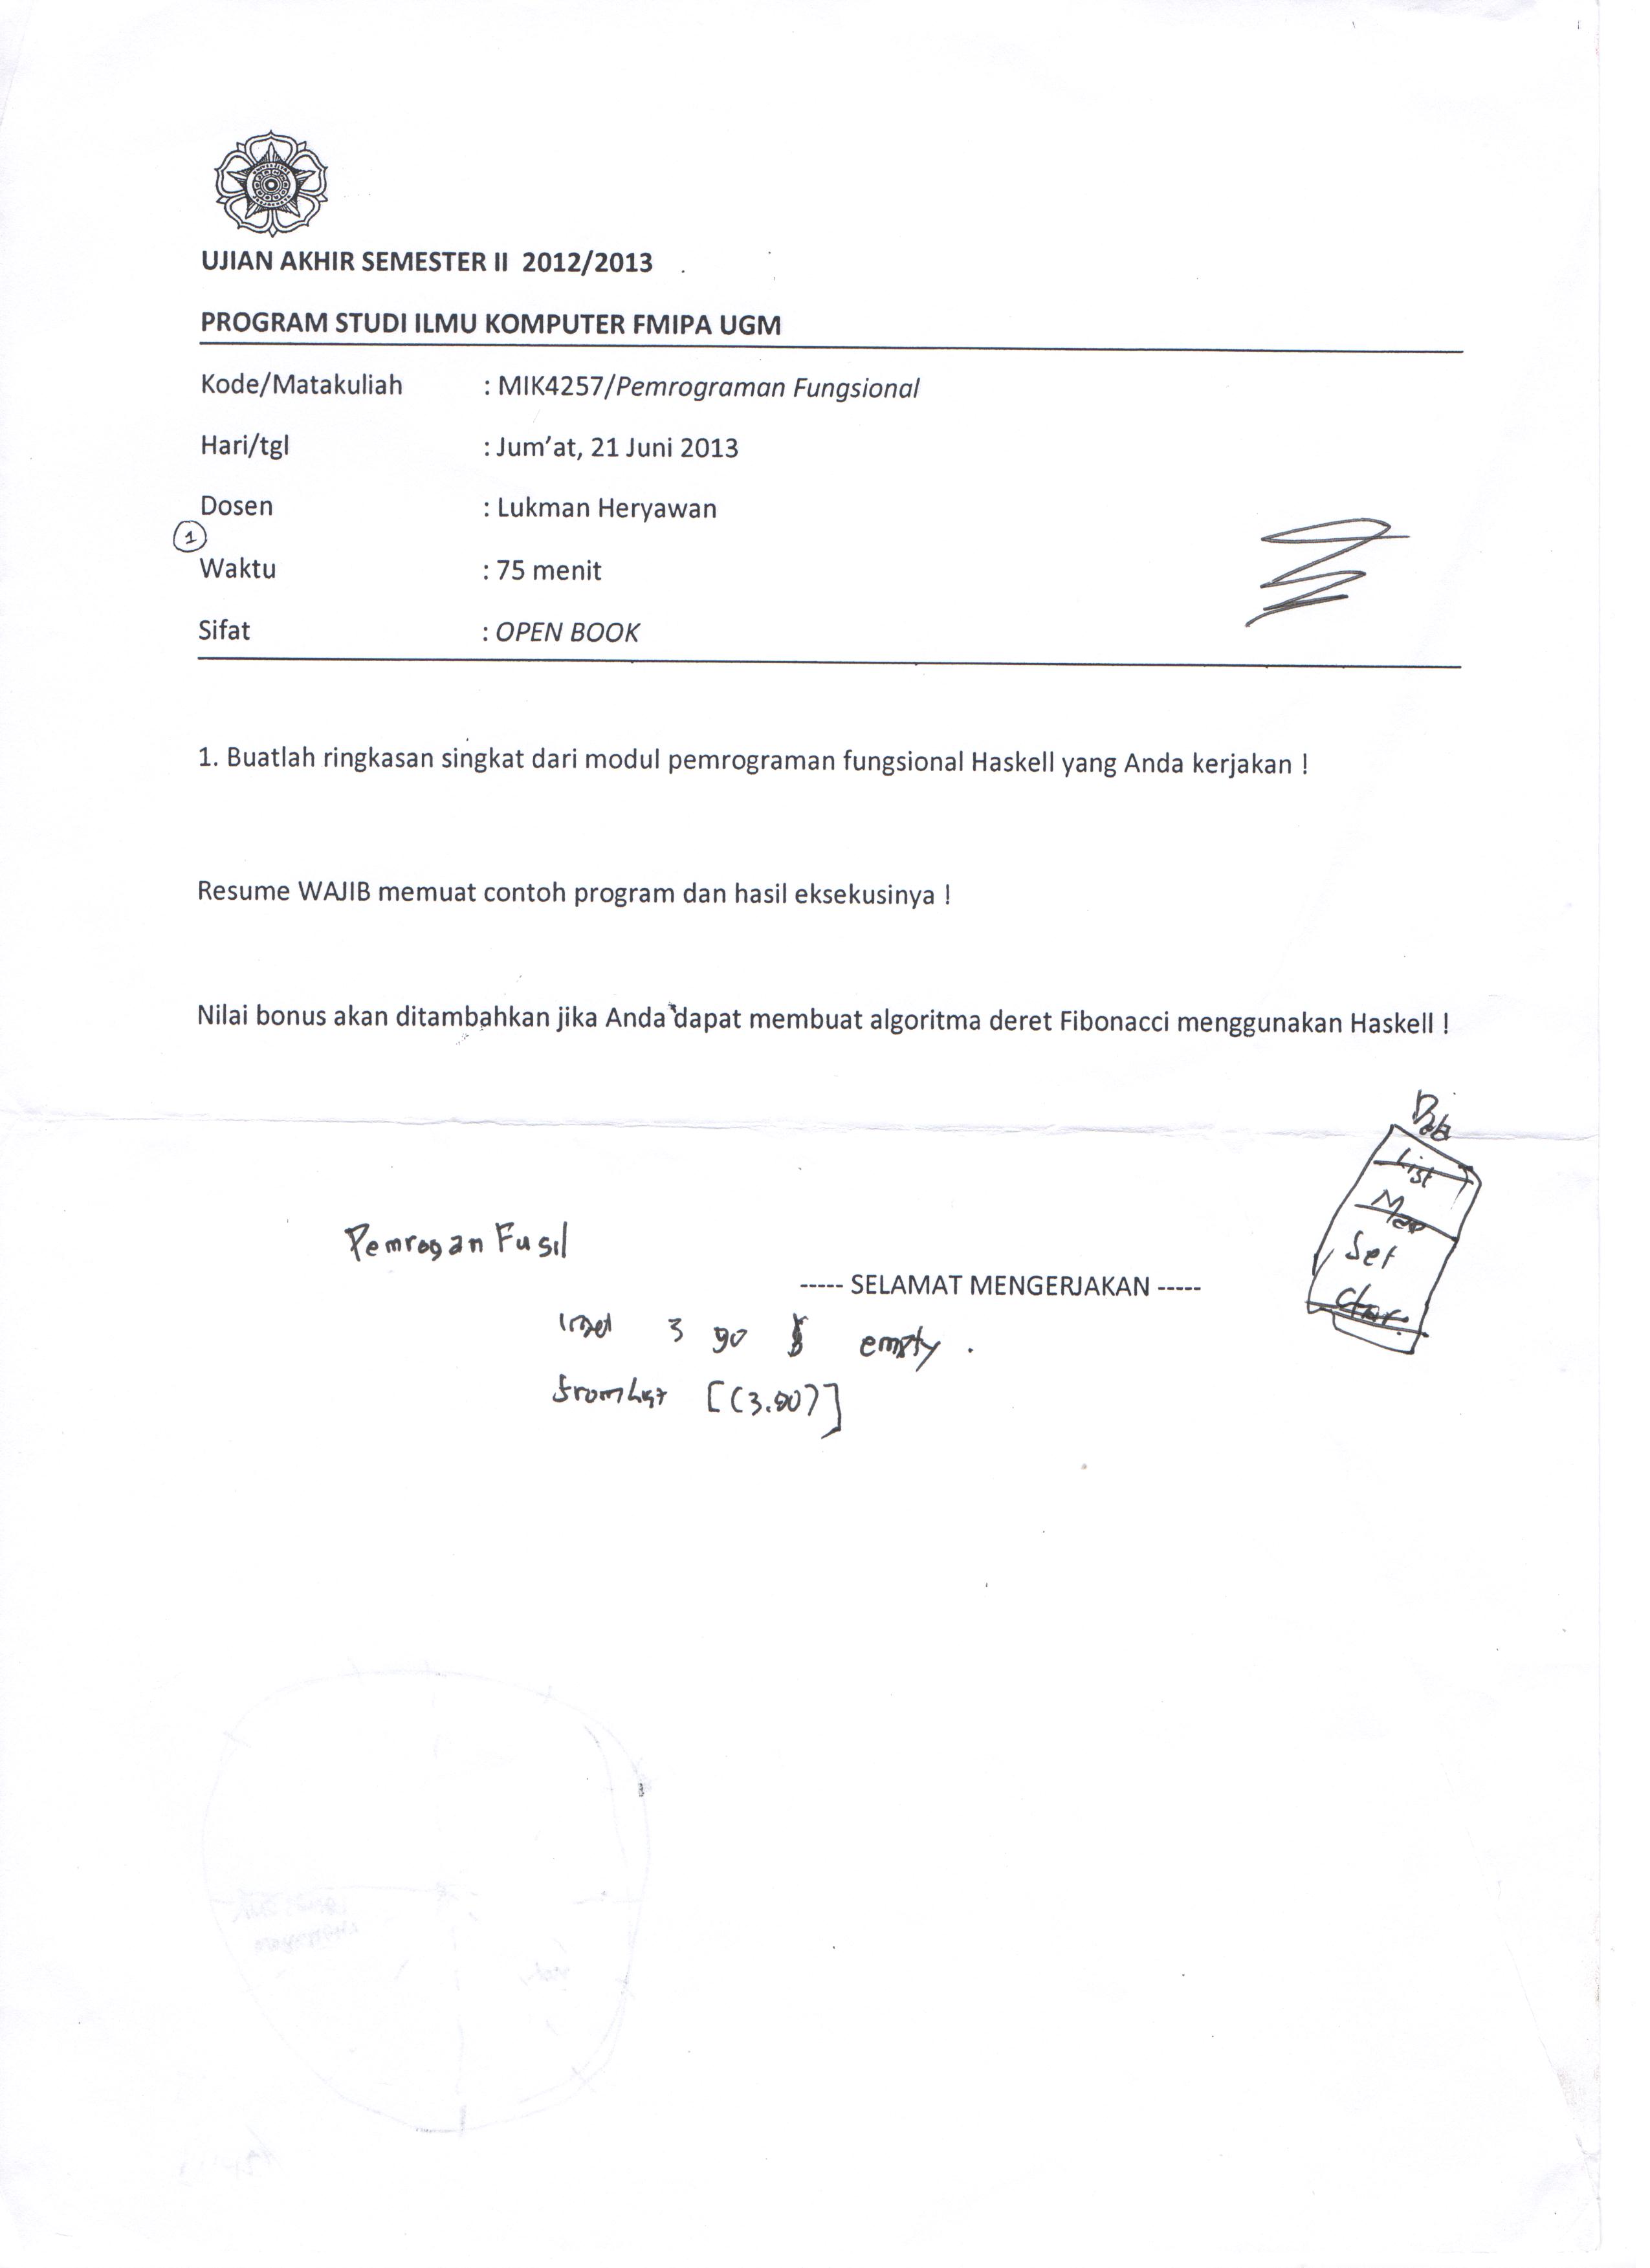 UJIAN AKHIR SEMESTER II 2012/2013
PROGRAM STUDI ILMU KOMPUTER FMIPA UGM
Kode/Matakuliah : MIK4257/Pemrograman Fungsional
Hari/tgl : Jum'at, 21 Juni 2013
Dosen : Lukman Heryawan
1
Waktu : 75 menit
Sifat : OPEN BOOK
1. Buatlah ringkasan singkat dari modul pemrograman fungsional Haskell yang Anda kerjakan !
Resume WAJIB memuat contoh program dan hasil eksekusinya !
Nilai bonus akan ditambahkan jika Anda dapat membuat algoritma deret Fibonacci menggunakan Haskell !
List
Map
Set
Char
Pemrogan Fusil
----- SELAMAT MENGERJAKAN -----
3 90 $ empty .
fromList